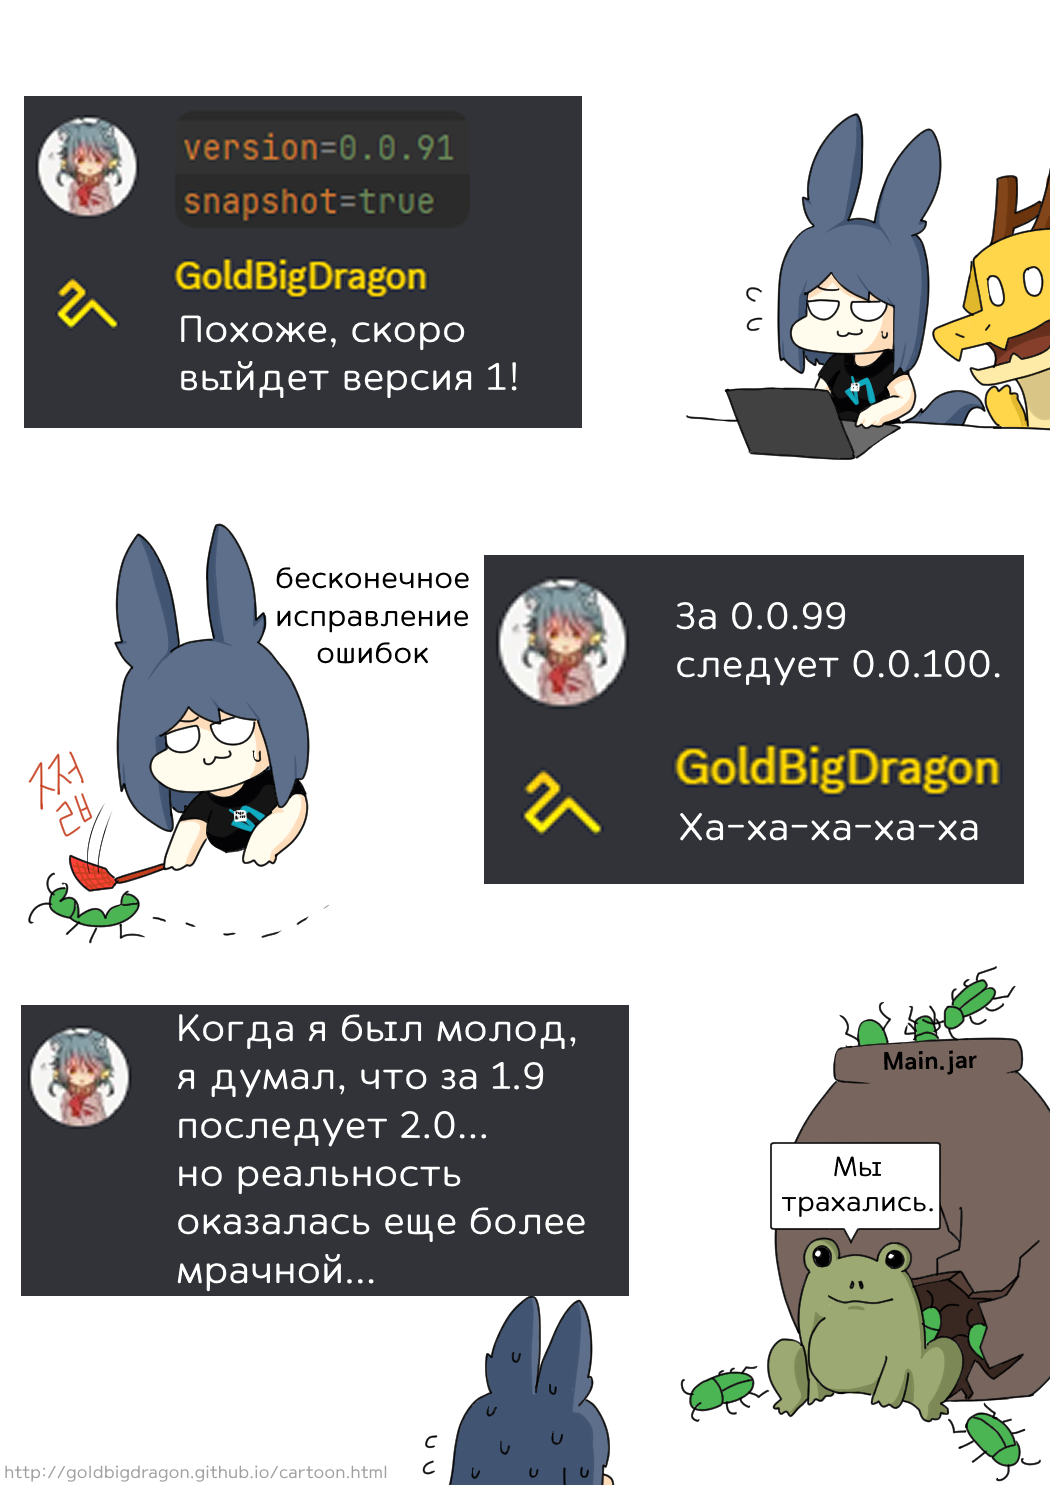 version=0.0.91
snapshot=true
GoldBigDragon
Похоже, скоро
выйдет версия 1!
бесконечное
исправление
ошибок
За 0.0.99
следует 0.0.100.
GoldBigDragon
Ха-ха-ха-ха-ха
Когда я был молод,
я думал, что за 1.9
последует 2.0...
но реальность
оказалась еще более
мрачной...
Main.jar
Мы
трахались.
http://goldbigdragon.github.io/cartoon.html